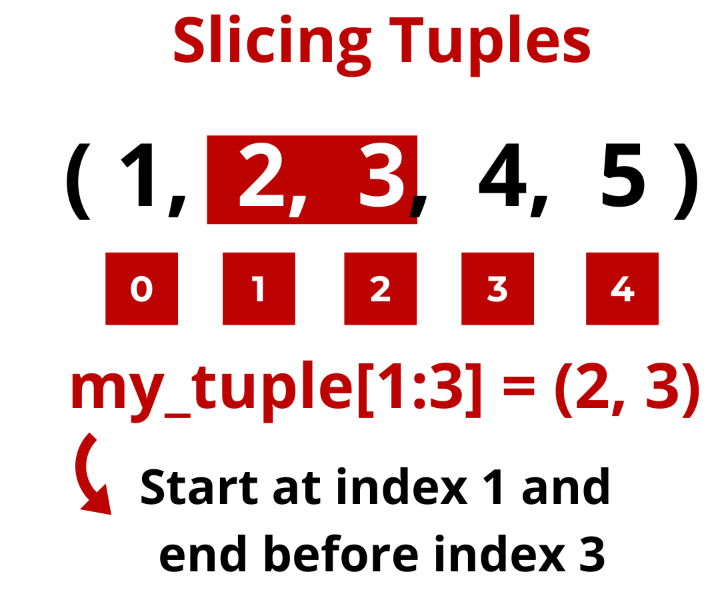 Slicing Tuples
( 1, 2, 3, 4, 5 )
0 1 2 3 4
my_tuple[1:3] = (2, 3)
Start at index 1 and
end before index 3